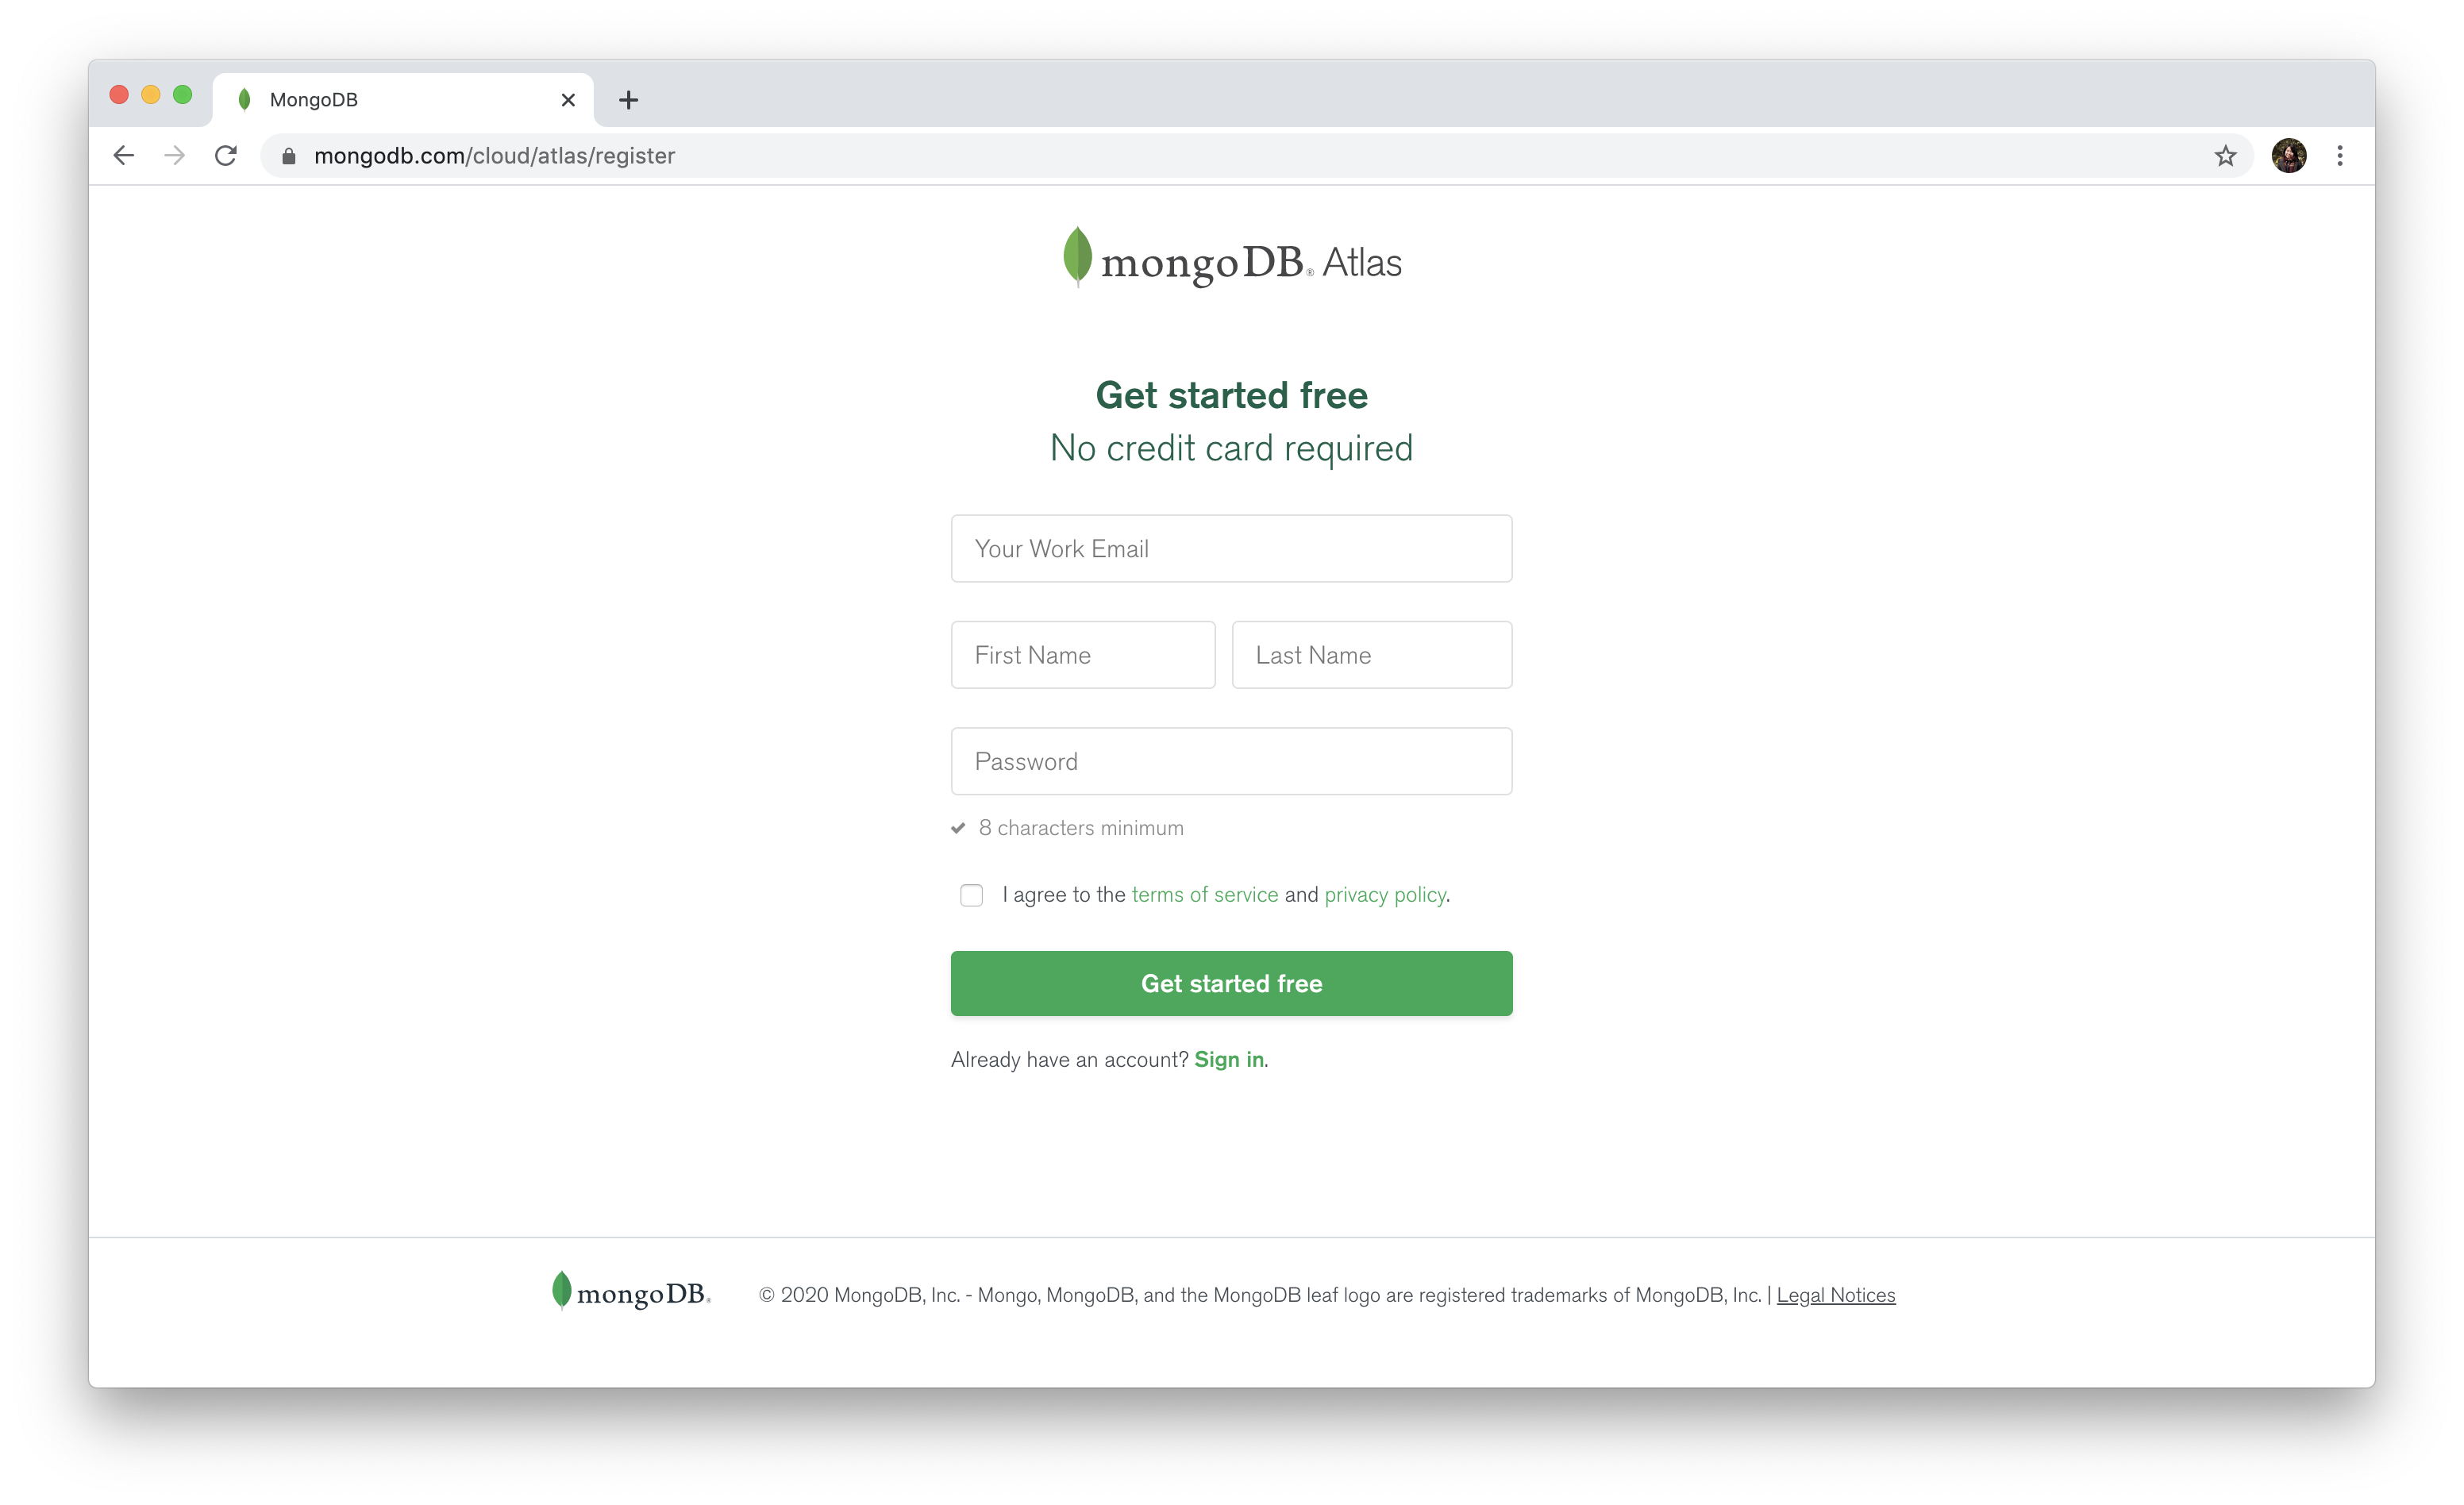 MongoDB
mongodb.com/cloud/atlas/register
mongoDB® Atlas
Get started free
No credit card required
Your Work Email
First Name
Last Name
Password
8 characters minimum
I agree to the terms of service and privacy policy.
Get started free
Already have an account? Sign in.
mongoDB®
© 2020 MongoDB, Inc. - Mongo, MongoDB, and the MongoDB leaf logo are registered trademarks of MongoDB, Inc. | Legal Notices